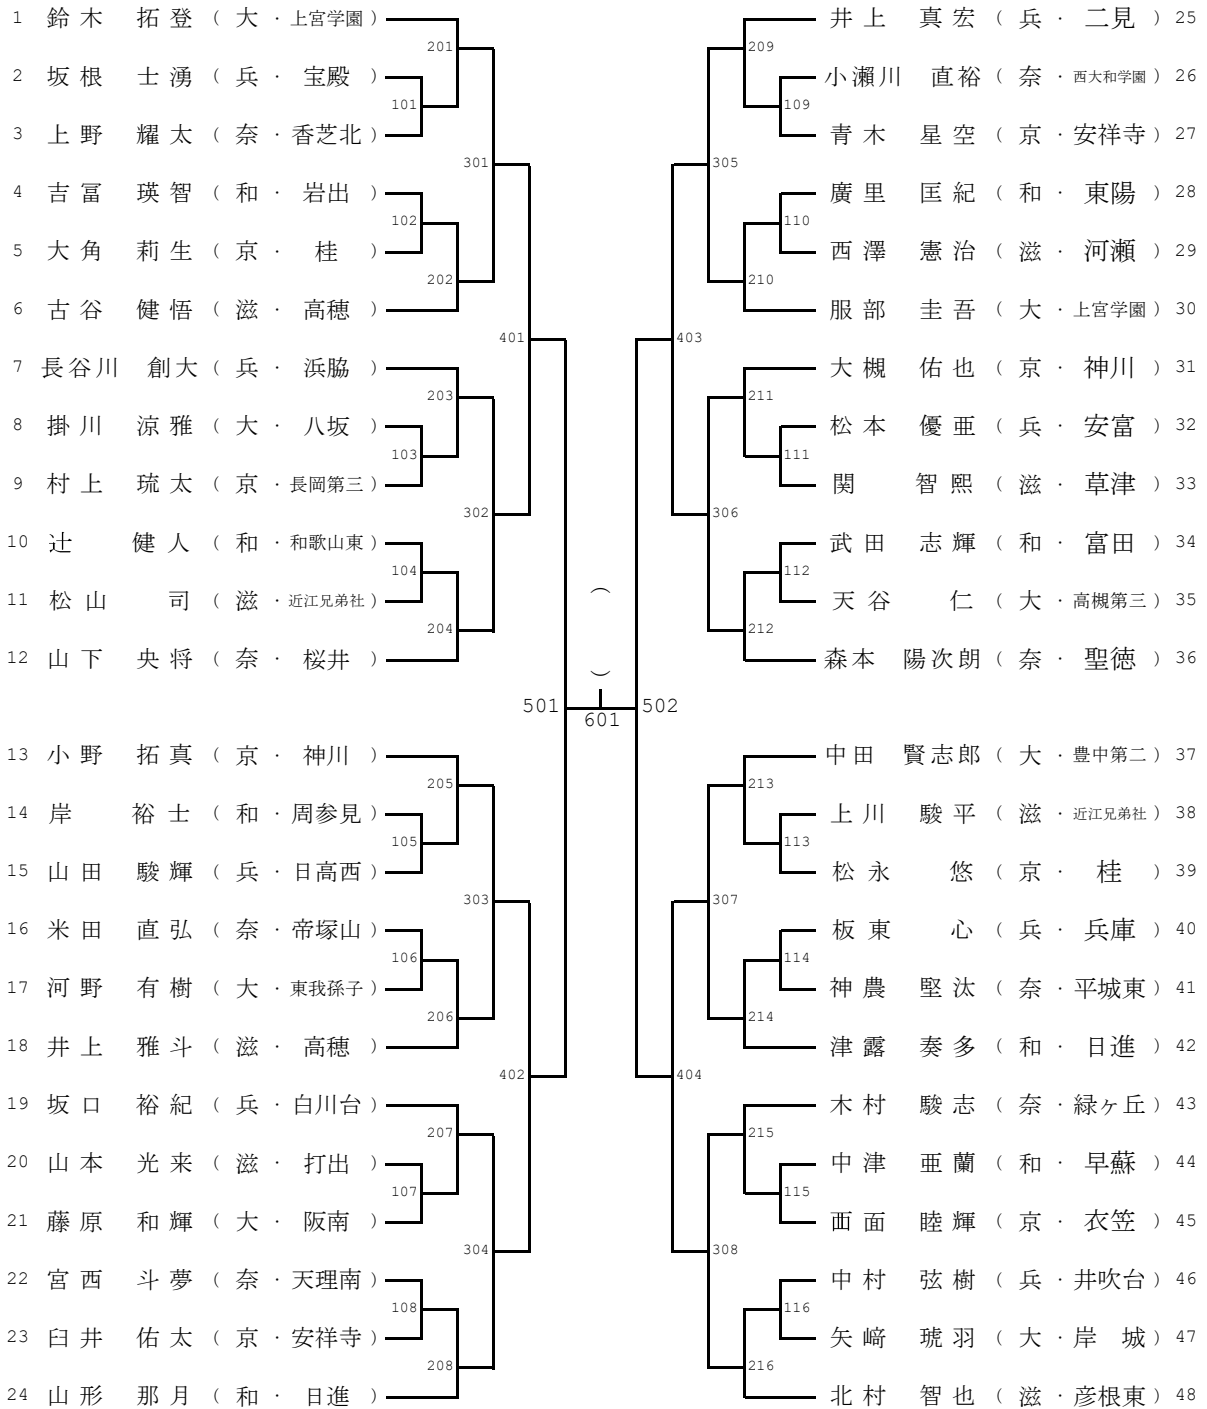 1 鈴木 拓登 ( 大 ・ 上宮学園 )
201
2 坂根 士湧 ( 兵 ・ 宝殿 )
101
3 上野 耀太 ( 奈 ・ 香芝北 )
301
4 吉冨 瑛智 ( 和 ・ 岩出 )
102
5 大角 莉生 ( 京 ・ 桂 )
202
6 古谷 健悟 ( 滋 ・ 高穂 )
401
7 長谷川 創大 ( 兵 ・ 浜脇 )
203
8 掛川 涼雅 ( 大 ・ 八坂 )
103
9 村上 琉太 ( 京 ・ 長岡第三 )
302
10 辻 健人 ( 和 ・ 和歌山東 )
104
11 松山 司 ( 滋 ・ 近江兄弟社 )
204
12 山下 央将 ( 奈 ・ 桜井 )
501
13 小野 拓真 ( 京 ・ 神川 )
205
14 岸 裕士 ( 和 ・ 周参見 )
105
15 山田 駿輝 ( 兵 ・ 日高西 )
303
16 米田 直弘 ( 奈 ・ 帝塚山 )
106
17 河野 有樹 ( 大 ・ 東我孫子 )
206
18 井上 雅斗 ( 滋 ・ 高穂 )
402
19 坂口 裕紀 ( 兵 ・ 白川台 )
207
20 山本 光来 ( 滋 ・ 打出 )
107
21 藤原 和輝 ( 大 ・ 阪南 )
304
22 宮西 斗夢 ( 奈 ・ 天理南 )
108
23 臼井 佑太 ( 京 ・ 安祥寺 )
208
24 山形 那月 ( 和 ・ 日進 )
( )
601
井上 真宏 ( 兵 ・ 二見 ) 25
209
小瀬川 直裕 ( 奈 ・ 西大和学園 ) 26
109
青木 星空 ( 京 ・ 安祥寺 ) 27
305
廣里 匡紀 ( 和 ・ 東陽 ) 28
110
西澤 憲治 ( 滋 ・ 河瀬 ) 29
210
服部 圭吾 ( 大 ・ 上宮学園 ) 30
403
大槻 佑也 ( 京 ・ 神川 ) 31
211
松本 優亜 ( 兵 ・ 安富 ) 32
111
関 智熙 ( 滋 ・ 草津 ) 33
306
武田 志輝 ( 和 ・ 富田 ) 34
112
天谷 仁 ( 大 ・ 高槻第三 ) 35
212
森本 陽次朗 ( 奈 ・ 聖徳 ) 36
502
中田 賢志郎 ( 大 ・ 豊中第二 ) 37
213
上川 駿平 ( 滋 ・ 近江兄弟社 ) 38
113
松永 悠 ( 京 ・ 桂 ) 39
307
板東 心 ( 兵 ・ 兵庫 ) 40
114
神農 堅汰 ( 奈 ・ 平城東 ) 41
214
津露 奏多 ( 和 ・ 日進 ) 42
404
木村 駿志 ( 奈 ・ 緑ヶ丘 ) 43
215
中津 亜蘭 ( 和 ・ 早蘇 ) 44
115
西面 睦輝 ( 京 ・ 衣笠 ) 45
308
中村 弦樹 ( 兵 ・ 井吹台 ) 46
116
矢﨑 琥羽 ( 大 ・ 岸 城 ) 47
216
北村 智也 ( 滋 ・ 彦根東 ) 48